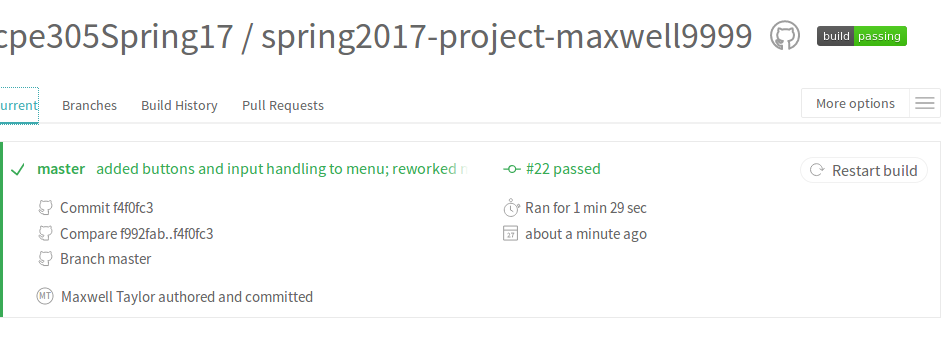 cpe305Spring17 / spring2017-project-maxwell9999 build passing
urrent Branches Build History Pull Requests More options
master added buttons and input handling to menu; reworked #22 passed Restart build
Commit f4f0fc3 Ran for 1 min 29 sec
Compare f992fab..f4f0fc3 27 about a minute ago
Branch master
MT Maxwell Taylor authored and committed